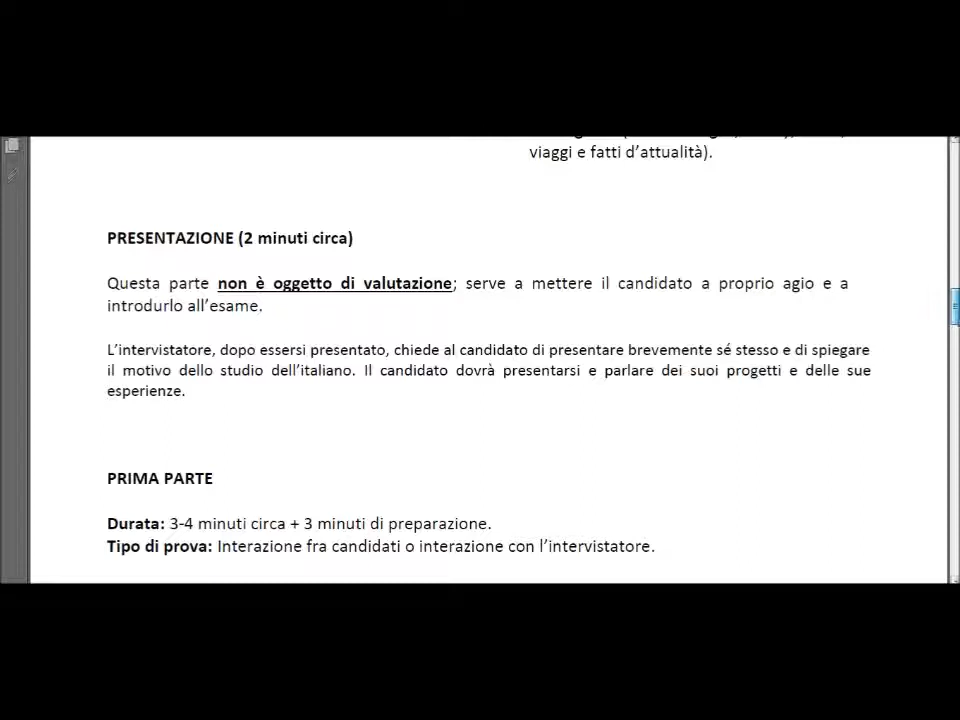 viaggi e fatti d’attualità).
PRESENTAZIONE (2 minuti circa)
Questa parte non è oggetto di valutazione; serve a mettere il candidato a proprio agio e a
introdurlo all’esame.
L’intervistatore, dopo essersi presentato, chiede al candidato di presentare brevemente sé stesso e di spiegare
il motivo dello studio dell’italiano. Il candidato dovrà presentarsi e parlare dei suoi progetti e delle sue
esperienze.
PRIMA PARTE
Durata: 3-4 minuti circa + 3 minuti di preparazione.
Tipo di prova: Interazione fra candidati o interazione con l’intervistatore.